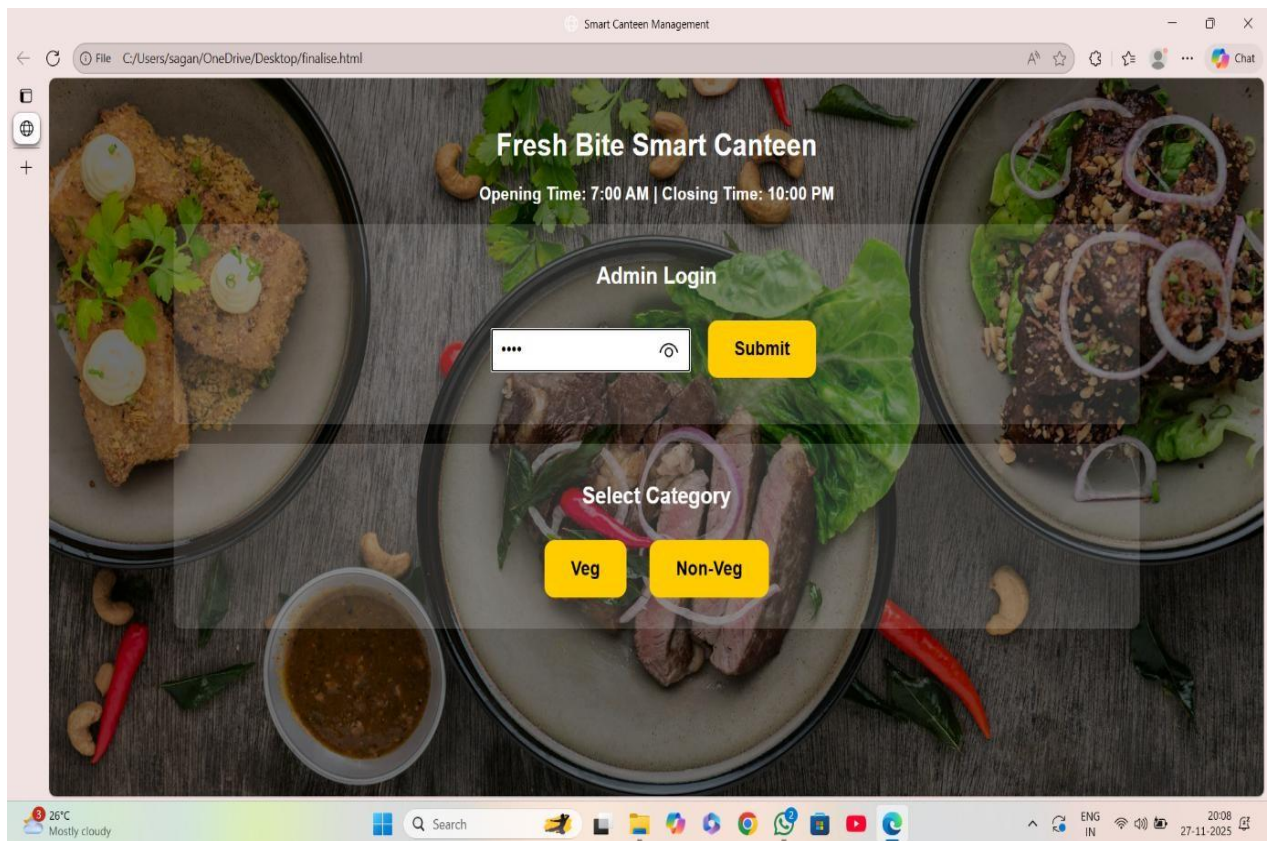 Smart Canteen Management
File C:/Users/sagan/OneDrive/Desktop/finalise.html
Chat
Fresh Bite Smart Canteen
Opening Time: 7:00 AM | Closing Time: 10:00 PM
Admin Login
•••• Submit
Select Category
Veg Non-Veg
3 26°C
Mostly cloudy
Search
2
ENG
IN
20:08
27-11-2025